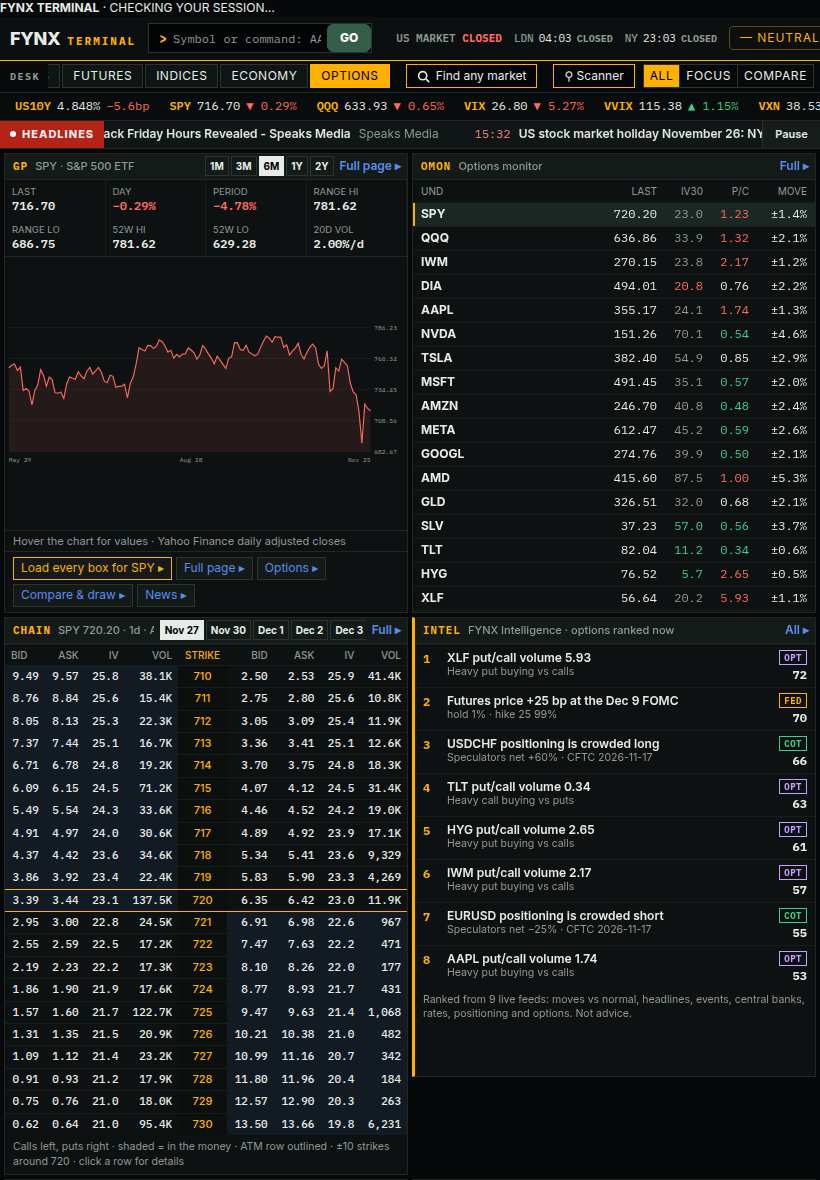 FYNX TERMINAL · CHECKING YOUR SESSION...
FYNX TERMINAL > Symbol or command: AA GO US MARKET CLOSED LDN 04:03 CLOSED NY 23:03 CLOSED — NEUTRAL
DESK FUTURES INDICES ECONOMY OPTIONS Find any market Scanner ALL FOCUS COMPARE
US10Y 4.848% −5.6bp SPY 716.70 ▼ 0.29% QQQ 633.93 ▼ 0.65% VIX 26.80 ▼ 5.27% VVIX 115.38 ▲ 1.15% VXN 38.53
HEADLINES ack Friday Hours Revealed - Speaks Media Speaks Media 15:32 US stock market holiday November 26: NY Pause
GP SPY · S&P 500 ETF 1M 3M 6M 1Y 2Y Full page ▸
LAST DAY PERIOD RANGE HI
716.70 −0.29% −4.78% 781.62
RANGE LO 52W HI 52W LO 20D VOL
686.75 781.62 629.28 2.00%/d
786.23
760.34
734.45
708.56
682.67
May 29 Aug 28 Nov 25
Hover the chart for values · Yahoo Finance daily adjusted closes
Load every box for SPY ▸ Full page ▸ Options ▸
Compare & draw ▸ News ▸
OMON Options monitor Full ▸
UND LAST IV30 P/C MOVE
SPY 720.20 23.0 1.23 ±1.4%
QQQ 636.86 33.9 1.32 ±2.1%
IWM 270.15 23.8 2.17 ±1.2%
DIA 494.01 20.8 0.76 ±2.2%
AAPL 355.17 24.1 1.74 ±1.3%
NVDA 151.26 70.1 0.54 ±4.6%
TSLA 382.40 54.9 0.85 ±2.9%
MSFT 491.45 35.1 0.57 ±2.0%
AMZN 246.70 40.8 0.48 ±2.4%
META 612.47 45.2 0.59 ±2.6%
GOOGL 274.76 39.9 0.50 ±2.1%
AMD 415.60 87.5 1.00 ±5.3%
GLD 326.51 32.0 0.68 ±2.1%
SLV 37.23 57.0 0.56 ±3.7%
TLT 82.04 11.2 0.34 ±0.6%
HYG 76.52 5.7 2.65 ±0.5%
XLF 56.64 20.2 5.93 ±1.1%
CHAIN SPY 720.20 · 1d · Nov 27 Nov 30 Dec 1 Dec 2 Dec 3 Full ▸
BID ASK IV VOL STRIKE BID ASK IV VOL
9.49 9.57 25.8 38.1K 710 2.50 2.53 25.9 41.4K
8.76 8.84 25.6 15.4K 711 2.75 2.80 25.6 10.8K
8.05 8.13 25.3 22.3K 712 3.05 3.09 25.4 11.9K
7.37 7.44 25.1 16.7K 713 3.36 3.41 25.1 12.6K
6.71 6.78 24.8 19.2K 714 3.70 3.75 24.8 18.3K
6.09 6.15 24.5 71.2K 715 4.07 4.12 24.5 31.4K
5.49 5.54 24.3 33.6K 716 4.46 4.52 24.2 19.0K
4.91 4.97 24.0 30.6K 717 4.89 4.92 23.9 17.1K
4.37 4.42 23.6 34.6K 718 5.34 5.41 23.6 9,329
3.86 3.92 23.4 22.4K 719 5.83 5.90 23.3 4,269
3.39 3.44 23.1 137.5K 720 6.35 6.42 23.0 11.9K
2.95 3.00 22.8 24.5K 721 6.91 6.98 22.6 967
2.55 2.59 22.5 17.2K 722 7.47 7.63 22.2 471
2.19 2.23 22.2 17.3K 723 8.10 8.26 22.0 177
1.86 1.90 21.9 17.6K 724 8.77 8.93 21.7 431
1.57 1.60 21.7 122.7K 725 9.47 9.63 21.4 1,068
1.31 1.35 21.5 20.9K 726 10.21 10.38 21.0 482
1.09 1.12 21.4 23.2K 727 10.99 11.16 20.7 342
0.91 0.93 21.2 17.9K 728 11.80 11.96 20.4 184
0.75 0.76 21.0 18.0K 729 12.57 12.90 20.3 263
0.62 0.64 21.0 95.4K 730 13.50 13.66 19.8 6,231
Calls left, puts right · shaded = in the money · ATM row outlined · ±10 strikes
around 720 · click a row for details
INTEL FYNX Intelligence · options ranked now All ▸
1 XLF put/call volume 5.93 OPT
Heavy put buying vs calls 72
2 Futures price +25 bp at the Dec 9 FOMC FED
hold 1% · hike 25 99% 70
3 USDCHF positioning is crowded long COT
Speculators net +60% · CFTC 2026-11-17 66
4 TLT put/call volume 0.34 OPT
Heavy call buying vs puts 63
5 HYG put/call volume 2.65 OPT
Heavy put buying vs calls 61
6 IWM put/call volume 2.17 OPT
Heavy put buying vs calls 57
7 EURUSD positioning is crowded short COT
Speculators net −25% · CFTC 2026-11-17 55
8 AAPL put/call volume 1.74 OPT
Heavy put buying vs calls 53
Ranked from 9 live feeds: moves vs normal, headlines, events, central banks,
rates, positioning and options. Not advice.